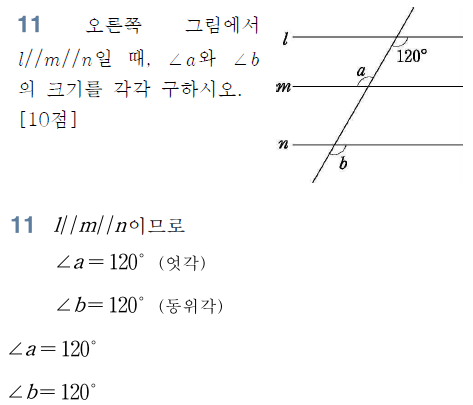 11 오른쪽 그림에서
l//m//n일 때, ∠a와 ∠b
의 크기를 각각 구하시오.
[10점]
l
120°
a
m
n
b
11 l//m//n이므로
∠a=120° (엇각)
∠b=120° (동위각)
∠a=120°
∠b=120°